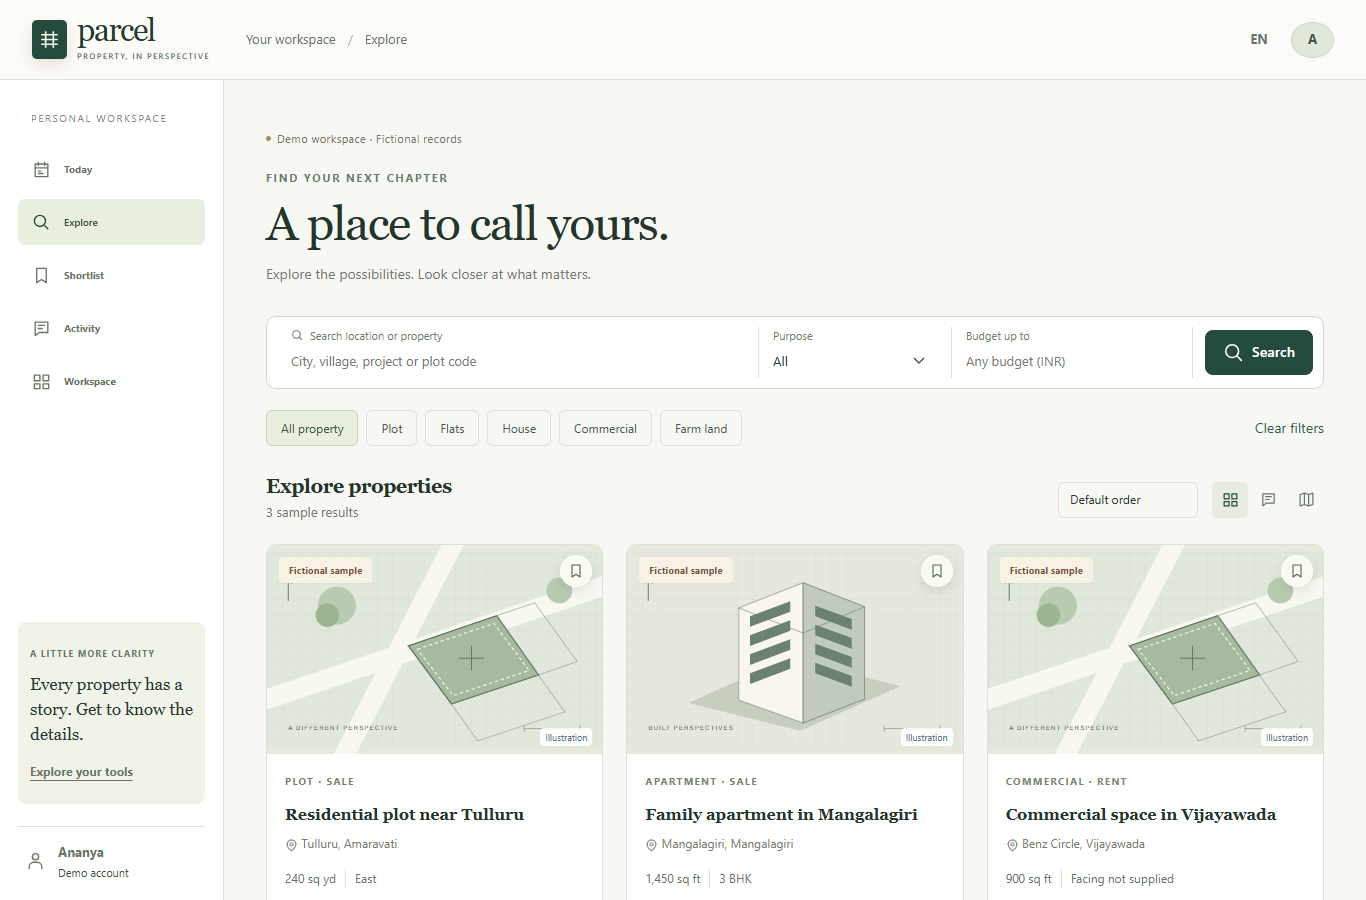 parcel
PROPERTY, IN PERSPECTIVE
Your workspace / Explore
EN
A
PERSONAL WORKSPACE
Today
Explore
Shortlist
Activity
Workspace
A LITTLE MORE CLARITY
Every property has a
story. Get to know the
details.
Explore your tools
Ananya
Demo account
Demo workspace · Fictional records
FIND YOUR NEXT CHAPTER
A place to call yours.
Explore the possibilities. Look closer at what matters.
Search location or property
City, village, project or plot code
Purpose
All
Budget up to
Any budget (INR)
Search
All property
Plot
Flats
House
Commercial
Farm land
Clear filters
Explore properties
3 sample results
Default order
Fictional sample
A DIFFERENT PERSPECTIVE
Illustration
PLOT · SALE
Residential plot near Tulluru
Tulluru, Amaravati
240 sq yd
East
Fictional sample
BUILT PERSPECTIVES
Illustration
APARTMENT · SALE
Family apartment in Mangalagiri
Mangalagiri, Mangalagiri
1,450 sq ft
3 BHK
Fictional sample
A DIFFERENT PERSPECTIVE
Illustration
COMMERCIAL · RENT
Commercial space in Vijayawada
Benz Circle, Vijayawada
900 sq ft
Facing not supplied